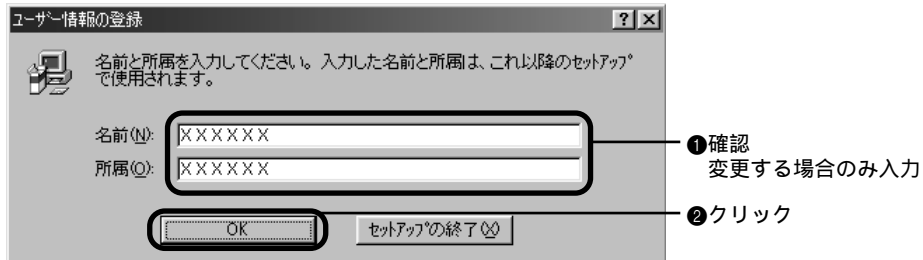 ユーザー情報の登録
名前と所属を入力してください。入力した名前と所属は、これ以降のセットアップ
で使用されます。
名前(N): XXXXXX
所属(O): XXXXXX
OK セットアップの終了(X)
❶確認
変更する場合のみ入力
❷クリック